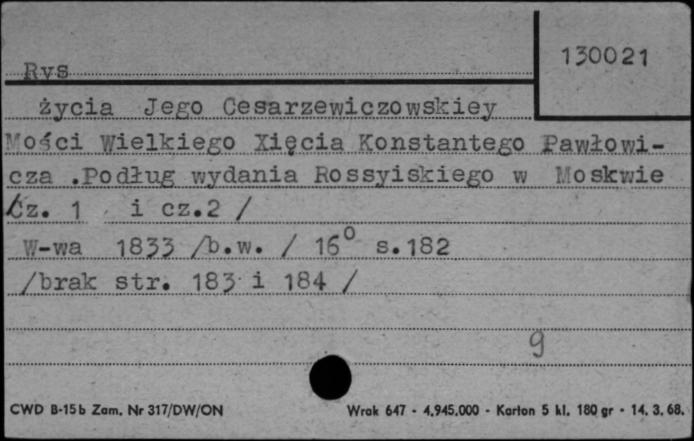 130021
Rys
życia Jego Cesarzewiczowskiey
Mości Wielkiego Xięcia Konstantego Pawłowi-
cza .Podług wydania Rossyiskiego w Moskwie
/Cz. 1 i cz.2 /
W-wa 1833 /b.w. / 16° s.182
/brak str. 183 i 184 /
9
CWD B-15b Zam. Nr 317/DW/ON Wrak 647 - 4.945.000 - Karton 5 kl. 180 gr - 14. 3. 68.